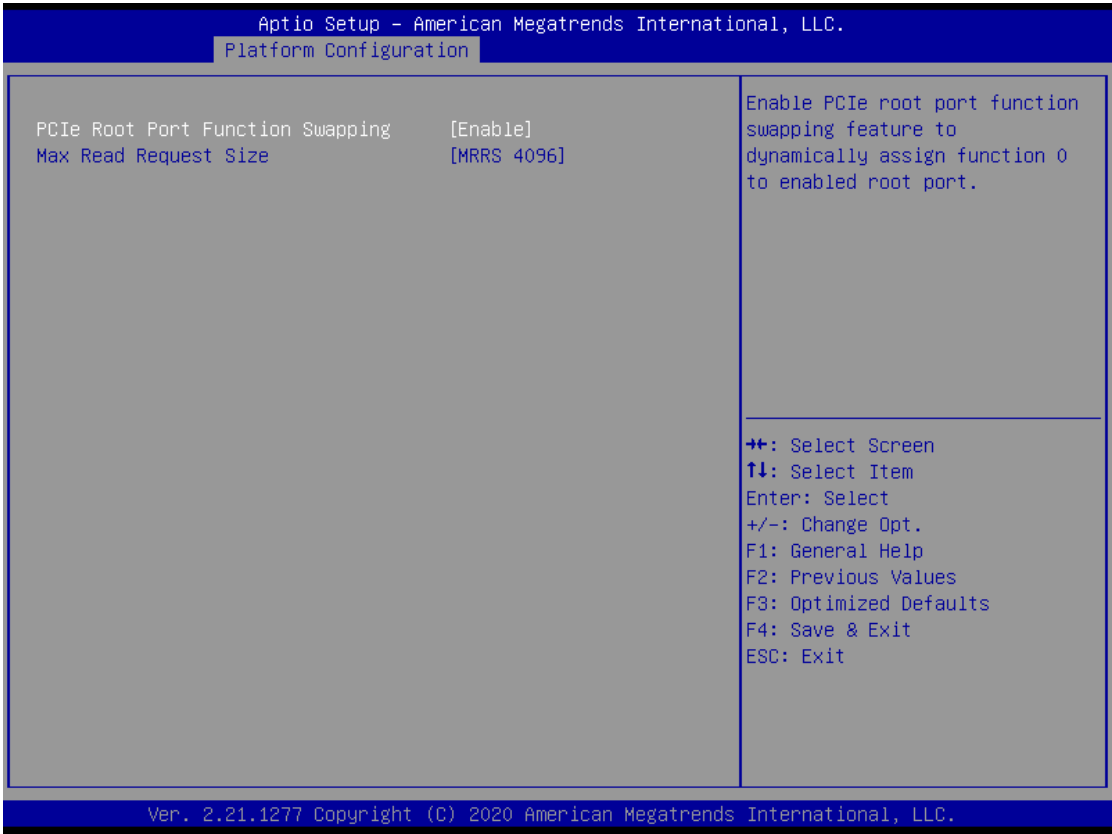 Aptio Setup – American Megatrends International, LLC.
Platform Configuration
PCIe Root Port Function Swapping [Enable]
Max Read Request Size [MRRS 4096]
Enable PCIe root port function
swapping feature to
dynamically assign function 0
to enabled root port.
→←: Select Screen
↑↓: Select Item
Enter: Select
+/-: Change Opt.
F1: General Help
F2: Previous Values
F3: Optimized Defaults
F4: Save & Exit
ESC: Exit
Ver. 2.21.1277 Copyright (C) 2020 American Megatrends International, LLC.